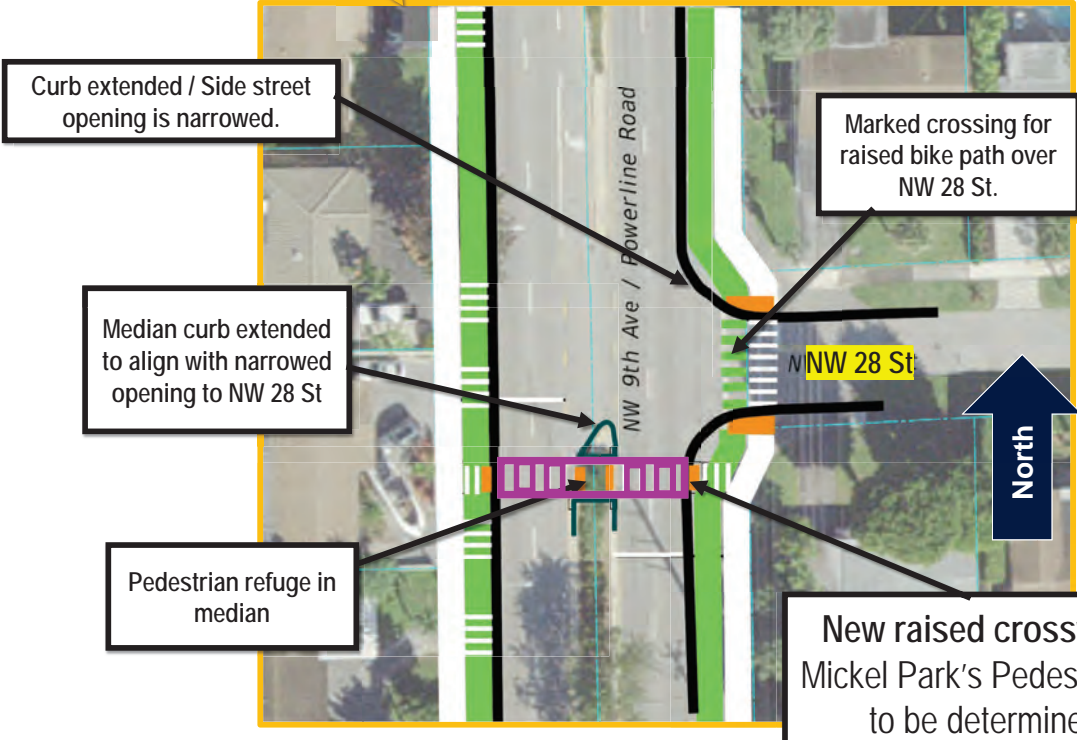 Curb extended / Side street
opening is narrowed.
Marked crossing for
raised bike path over
NW 28 St.
NW 9th Ave / Powerline Road
Median curb extended
to align with narrowed
opening to NW 28 St
N
NW 28 St
North
Pedestrian refuge in
median
New raised cross
Mickel Park's Pedes
to be determine